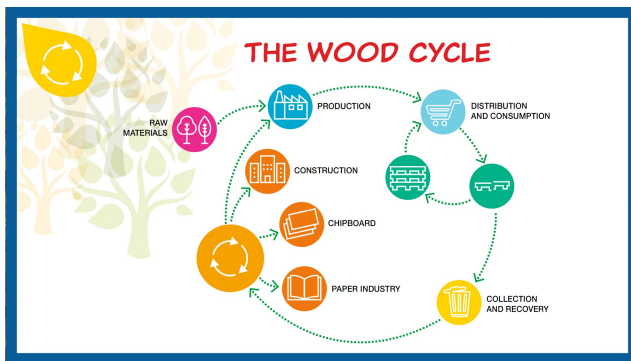 THE WOOD CYCLE
RAW
MATERIALS
PRODUCTION
DISTRIBUTION
AND CONSUMPTION
CONSTRUCTION
CHIPBOARD
PAPER INDUSTRY
COLLECTION
AND RECOVERY